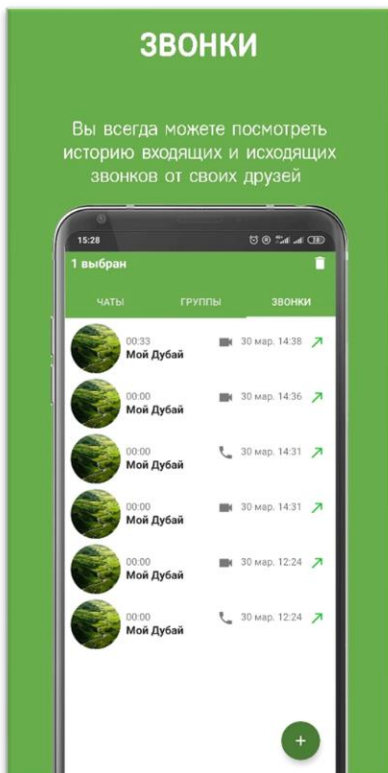 ЗВОНКИ
Вы всегда можете посмотреть
историю входящих и исходящих
звонков от своих друзей
15:28
1 выбран
ЧАТЫ ГРУППЫ ЗВОНКИ
00:33 30 мар. 14:38
Мой Дубай
00:00 30 мар. 14:36
Мой Дубай
00:00 30 мар. 14:31
Мой Дубай
00:00 30 мар. 14:31
Мой Дубай
00:00 30 мар. 12:24
Мой Дубай
00:00 30 мар. 12:24
Мой Дубай